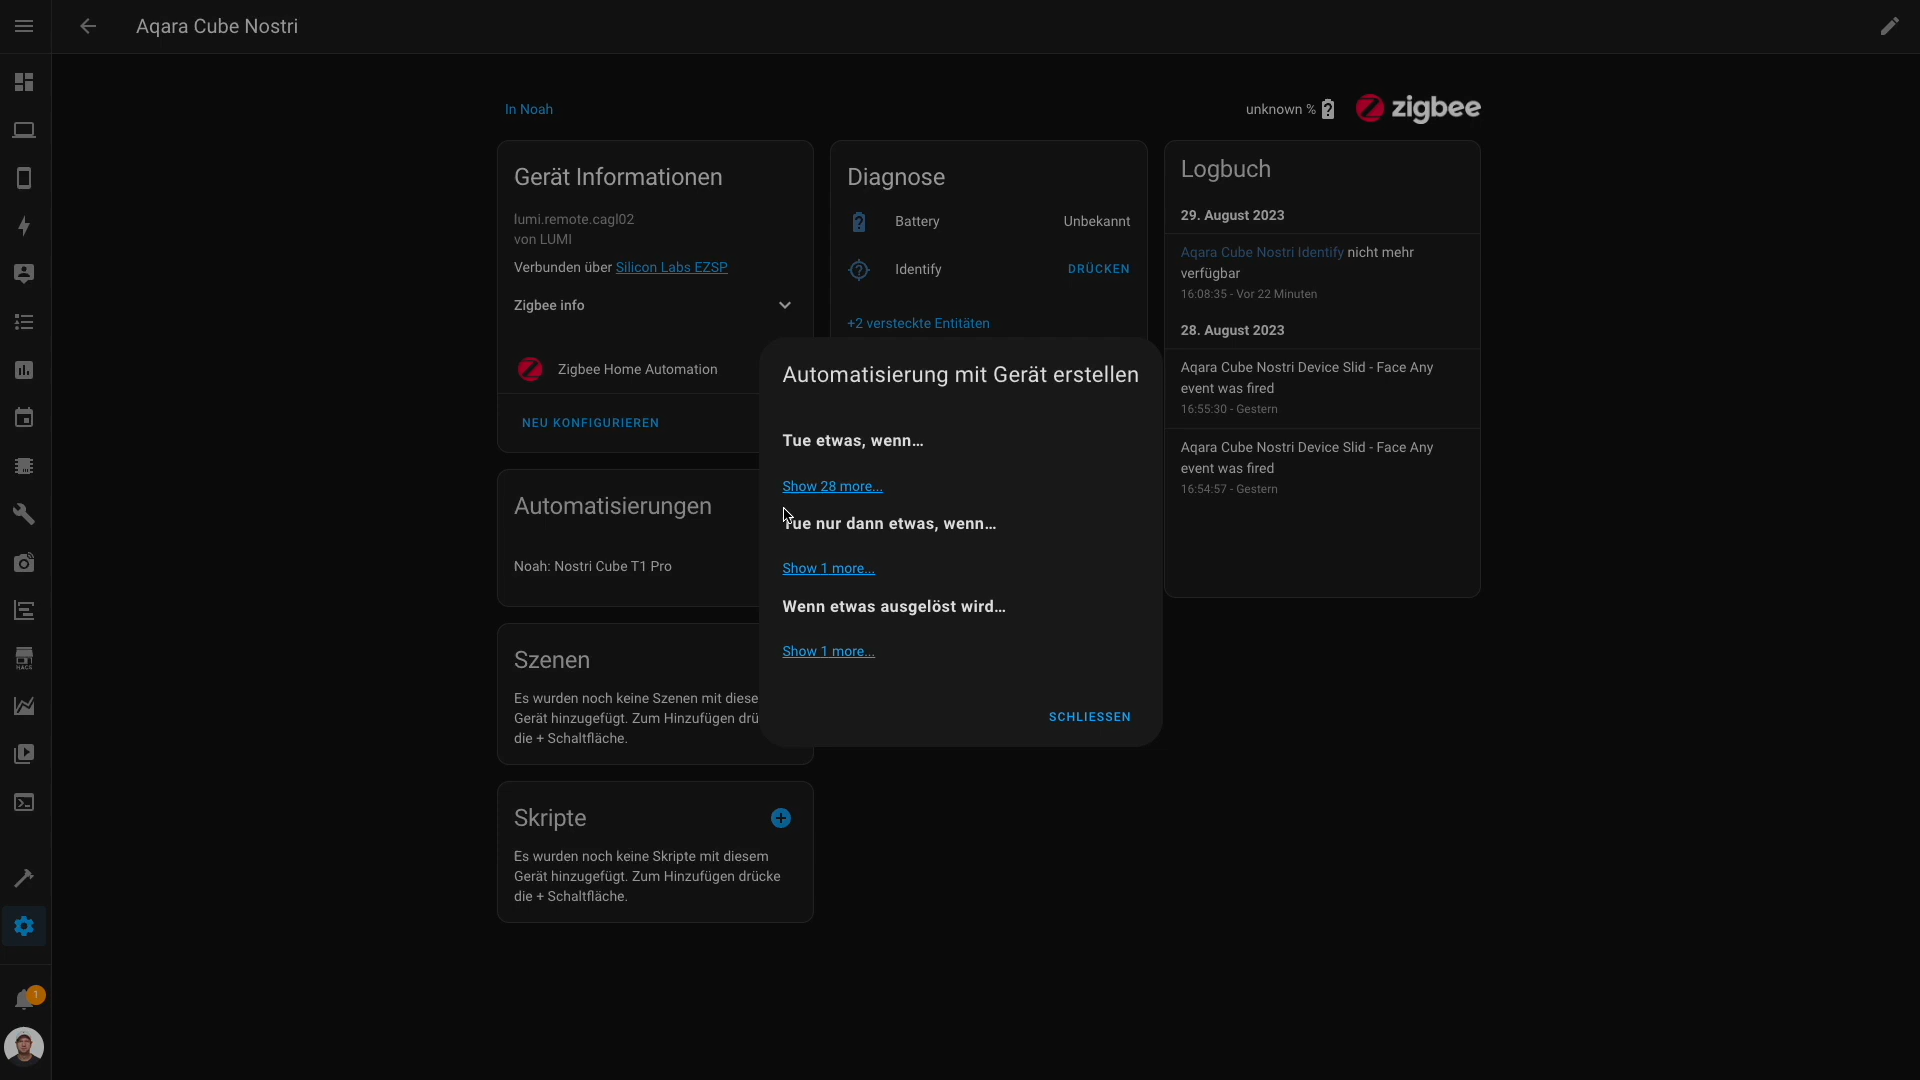 Aqara Cube Nostri
In Noah
unknown %
zigbee
Gerät Informationen
lumi.remote.cagl02
von LUMI
Verbunden über Silicon Labs EZSP
Zigbee info
Zigbee Home Automation
NEU KONFIGURIEREN
Automatisierungen
Noah: Nostri Cube T1 Pro
Szenen
Es wurden noch keine Szenen mit diese
Gerät hinzugefügt. Zum Hinzufügen drü
die + Schaltfläche.
Skripte
Es wurden noch keine Skripte mit diesem
Gerät hinzugefügt. Zum Hinzufügen drücke
die + Schaltfläche.
Diagnose
Battery Unbekannt
Identify DRÜCKEN
+2 versteckte Entitäten
Automatisierung mit Gerät erstellen
Tue etwas, wenn...
Show 28 more...
Tue nur dann etwas, wenn...
Show 1 more...
Wenn etwas ausgelöst wird...
Show 1 more...
SCHLIESSEN
Logbuch
29. August 2023
Aqara Cube Nostri Identify nicht mehr
verfügbar
16:08:35 - Vor 22 Minuten
28. August 2023
Aqara Cube Nostri Device Slid - Face Any
event was fired
16:55:30 - Gestern
Aqara Cube Nostri Device Slid - Face Any
event was fired
16:54:57 - Gestern
HACS
1